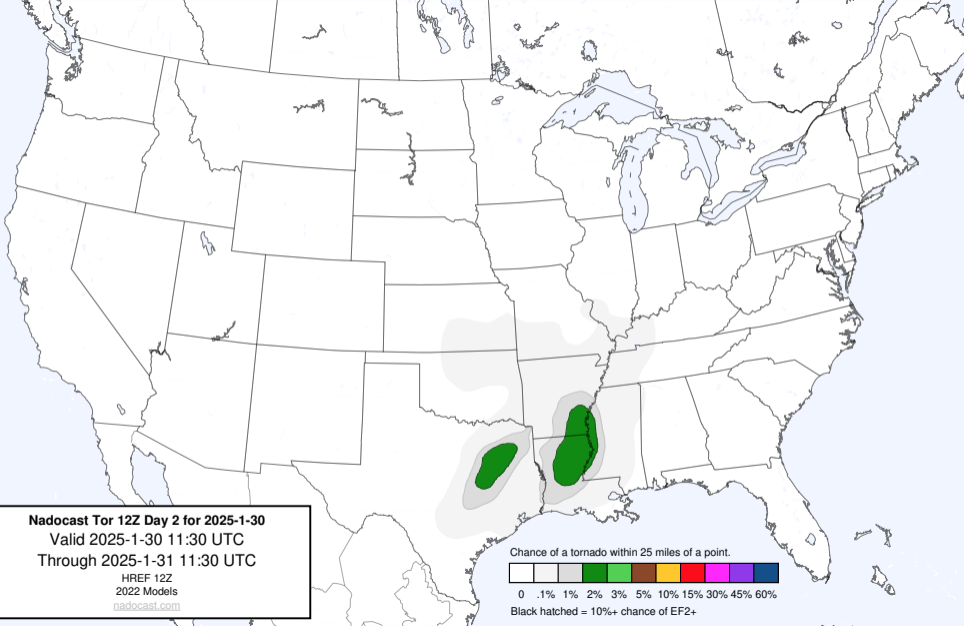 Nadocast Tor 12Z Day 2 for 2025-1-30
Valid 2025-1-30 11:30 UTC
Through 2025-1-31 11:30 UTC
HREF 12Z
2022 Models
nadocast.com
Chance of a tornado within 25 miles of a point.
0 .1% 1% 2% 3% 5% 10% 15% 30% 45% 60%
Black hatched = 10%+ chance of EF2+